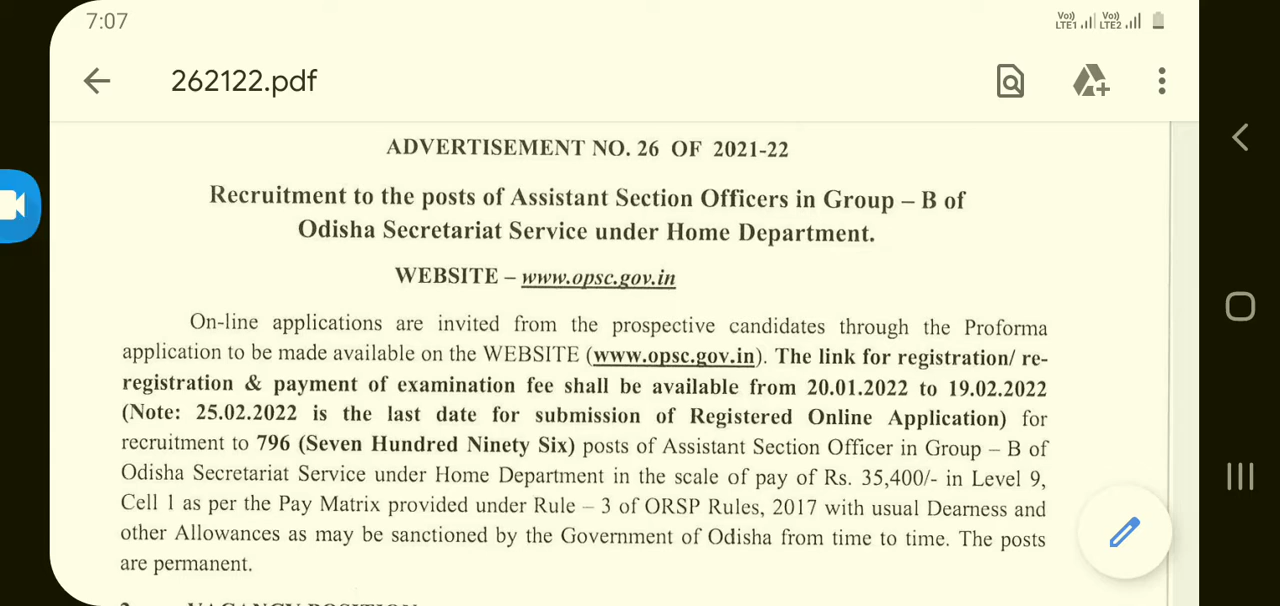 7:07
Vo)) LTE1 Vo)) LTE2
262122.pdf
ADVERTISEMENT NO. 26 OF 2021-22
Recruitment to the posts of Assistant Section Officers in Group – B of
Odisha Secretariat Service under Home Department.
WEBSITE – www.opsc.gov.in
On-line applications are invited from the prospective candidates through the Proforma
application to be made available on the WEBSITE (www.opsc.gov.in). The link for registration/ re-
registration & payment of examination fee shall be available from 20.01.2022 to 19.02.2022
(Note: 25.02.2022 is the last date for submission of Registered Online Application) for
recruitment to 796 (Seven Hundred Ninety Six) posts of Assistant Section Officer in Group – B of
Odisha Secretariat Service under Home Department in the scale of pay of Rs. 35,400/- in Level 9,
Cell 1 as per the Pay Matrix provided under Rule – 3 of ORSP Rules, 2017 with usual Dearness and
other Allowances as may be sanctioned by the Government of Odisha from time to time. The posts
are permanent.
2. VACANCY POSITION